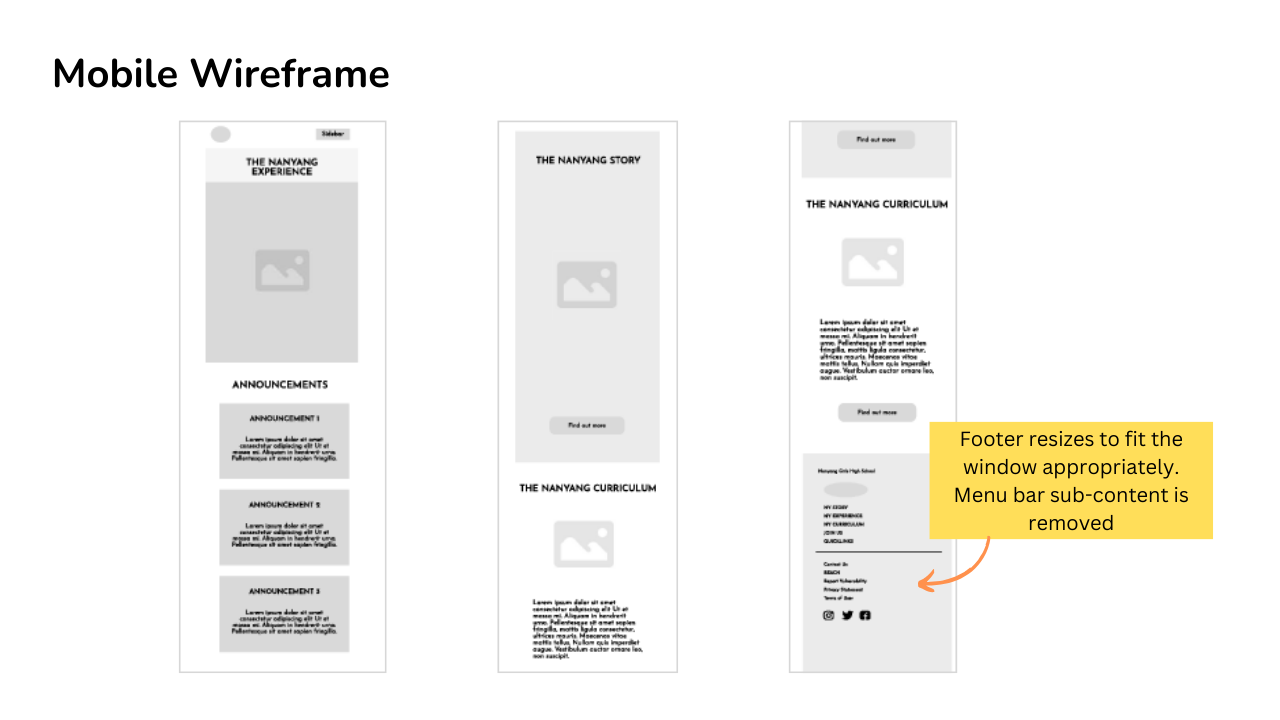 Mobile Wireframe
Sidebar
THE NANYANG
EXPERIENCE
ANNOUNCEMENTS
ANNOUNCEMENT 1
Lorem ipsum dolor sit amet
consectetur adipiscing elit Ut et
massa mi. Aliquam in hendrerit urna.
Pellentesque sit amet sapien fringilla.
ANNOUNCEMENT 2
Lorem ipsum dolor sit amet
consectetur adipiscing elit Ut et
massa mi. Aliquam in hendrerit urna.
Pellentesque sit amet sapien fringilla.
ANNOUNCEMENT 3
Lorem ipsum dolor sit amet
consectetur adipiscing elit Ut et
massa mi. Aliquam in hendrerit urna.
Pellentesque sit amet sapien fringilla.
THE NANYANG STORY
Find out more
THE NANYANG CURRICULUM
Lorem ipsum dolor sit amet
consectetur adipiscing elit Ut et
massa mi. Aliquam in hendrerit
urna. Pellentesque sit amet sapien
fringilla, mattis ligula consectetur,
ultrices mauris. Maecenas vitae
mattis tellus. Nullam quis imperdiet
augue. Vestibulum auctor ornare leo,
non suscipit.
Find out more
THE NANYANG CURRICULUM
Lorem ipsum dolor sit amet
consectetur adipiscing elit Ut et
massa mi. Aliquam in hendrerit
urna. Pellentesque sit amet sapien
fringilla, mattis ligula consectetur,
ultrices mauris. Maecenas vitae
mattis tellus. Nullam quis imperdiet
augue. Vestibulum auctor ornare leo,
non suscipit.
Find out more
Nanyang Girls High School
NY STORY
NY EXPERIENCE
NY CURRICULUM
JOIN US
QUICKLINKS
Contact Us
REACH
Report Vulnerability
Privacy Statement
Terms of Use
Footer resizes to fit the
window appropriately.
Menu bar sub-content is
removed